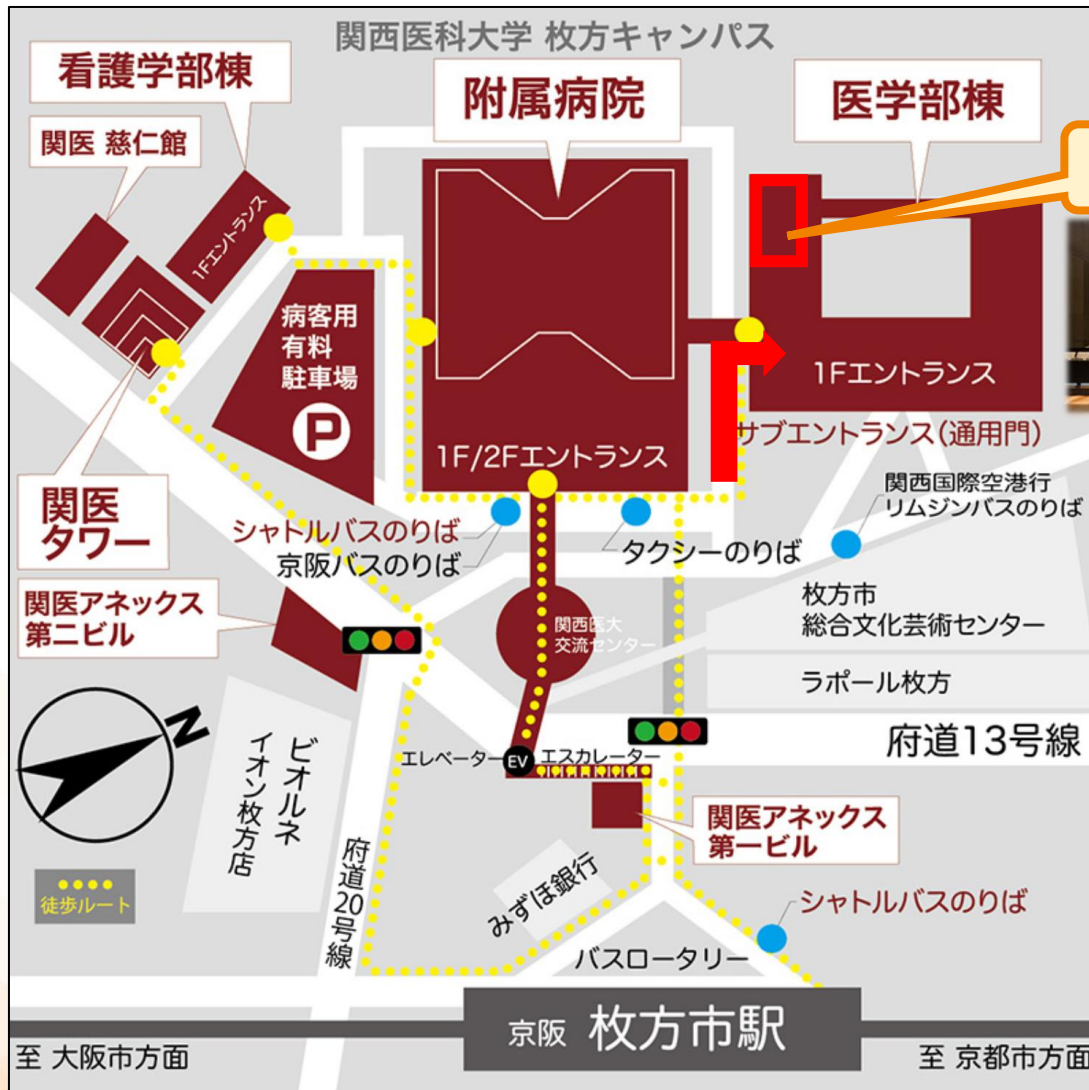 関西医科大学 枚方キャンパス
看護学部棟
関医 慈仁館
附属病院
医学部棟
1Fエントランス
病客用
有料
駐車場
P
1Fエントランス
サブエントランス(通用門)
1F/2Fエントランス
関医
タワー
シャトルバスのりば
京阪バスのりば
タクシーのりば
関西国際空港行
リムジンバスのりば
関医アネックス
第二ビル
関西医大
交流センター
枚方市
総合文化芸術センター
ラポール枚方
N
ビオルネ
イオン枚方店
エレベーター
EV
エスカレーター
府道13号線
関医アネックス
第一ビル
徒歩ルート
府道20号線
みずほ銀行
シャトルバスのりば
バスロータリー
京阪 枚方市駅
至 大阪市方面
至 京都市方面